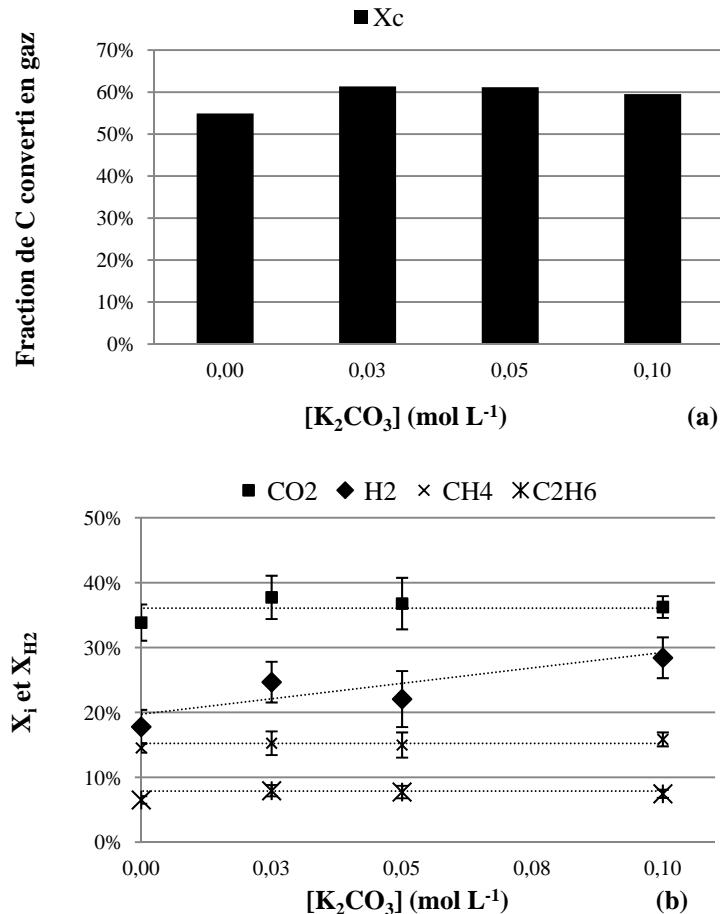 ■ Xc
Fraction de C converti en gaz
70%
60%
50%
40%
30%
20%
10%
0%
0,00 0,03 0,05 0,10
[K₂CO₃] (mol L⁻¹) (a)
CO2 H2 CH4 C2H6
Xᵢ et X_H2
50%
40%
30%
20%
10%
0%
0,00 0,03 0,05 0,08 0,10
[K₂CO₃] (mol L⁻¹) (b)